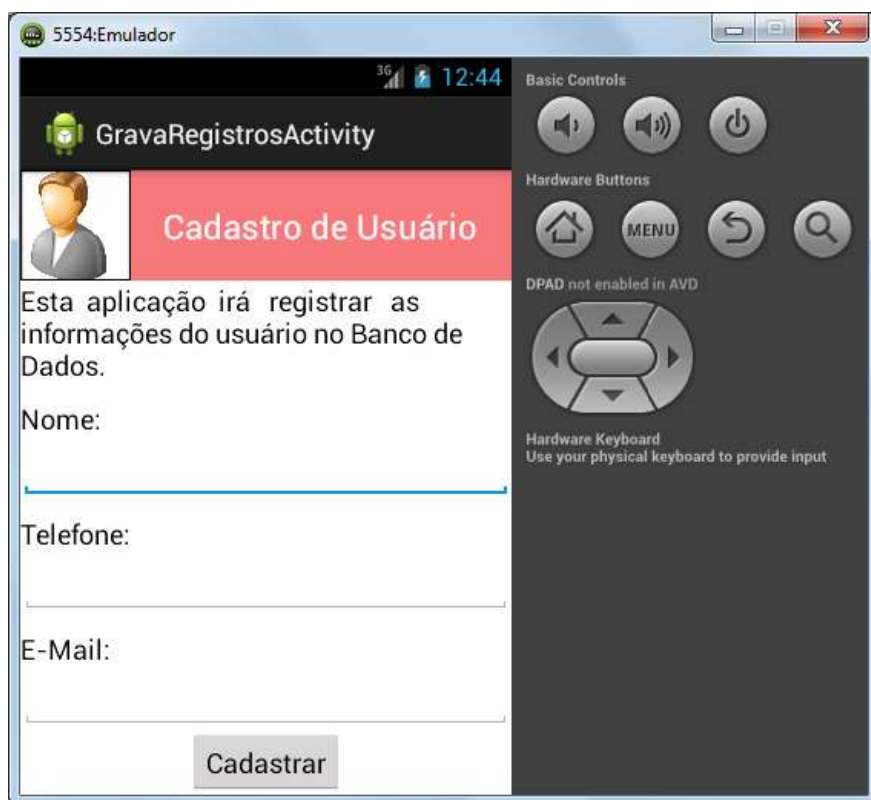 5554:Emulador
3G 12:44
GravaRegistrosActivity
Cadastro de Usuário
Esta aplicação irá registrar as
informações do usuário no Banco de
Dados.
Nome:
Telefone:
E-Mail:
Cadastrar
Basic Controls
Hardware Buttons
MENU
DPAD not enabled in AVD
Hardware Keyboard
Use your physical keyboard to provide input